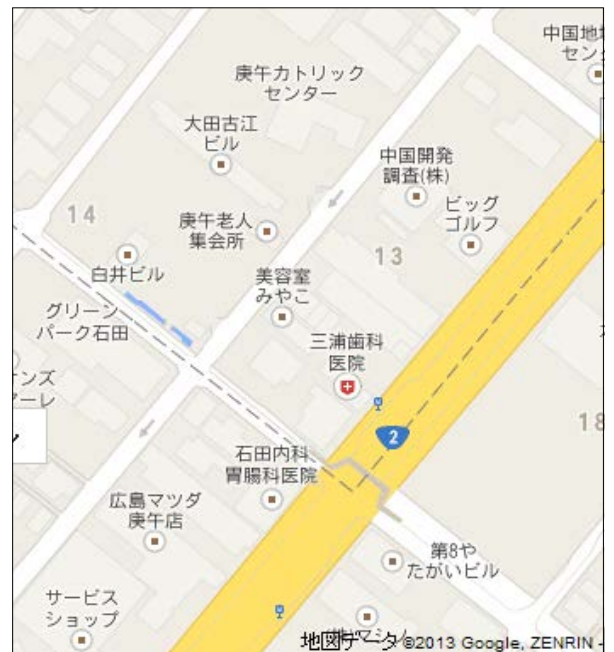 中国地
セン
庚午カトリック
センター
大田古江
ビル
中国開発
調査(株)
ビッグ
ゴルフ
14
庚午老人
集会所
13
白井ビル
美容室
みやこ
グリーン
パーク石田
三浦歯科
医院
ンズ
アーレ
18
2
石田内科
胃腸科医院
広島マツダ
庚午店
第8や
たがいビル
サービス
ショップ
地図データ ©2013 Google, ZENRIN -